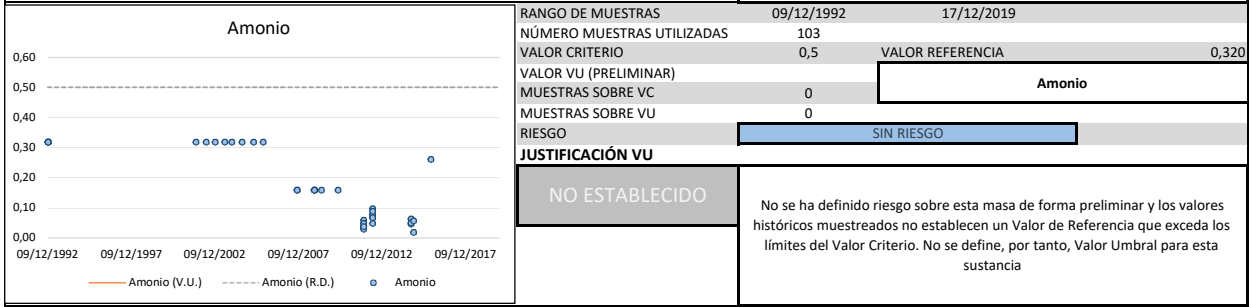 Amonio
0,60
0,50
0,40
0,30
0,20
0,10
0,00
09/12/1992 09/12/1997 09/12/2002 09/12/2007 09/12/2012 09/12/2017
Amonio (V.U.) Amonio (R.D.) Amonio
RANGO DE MUESTRAS 09/12/1992 17/12/2019
NÚMERO MUESTRAS UTILIZADAS 103
VALOR CRITERIO 0,5 VALOR REFERENCIA 0,320
VALOR VU (PRELIMINAR)
Amonio
MUESTRAS SOBRE VC 0
MUESTRAS SOBRE VU 0
RIESGO SIN RIESGO
JUSTIFICACIÓN VU
NO ESTABLECIDO
No se ha definido riesgo sobre esta masa de forma preliminar y los valores
históricos muestreados no establecen un Valor de Referencia que exceda los
límites del Valor Criterio. No se define, por tanto, Valor Umbral para esta
sustancia